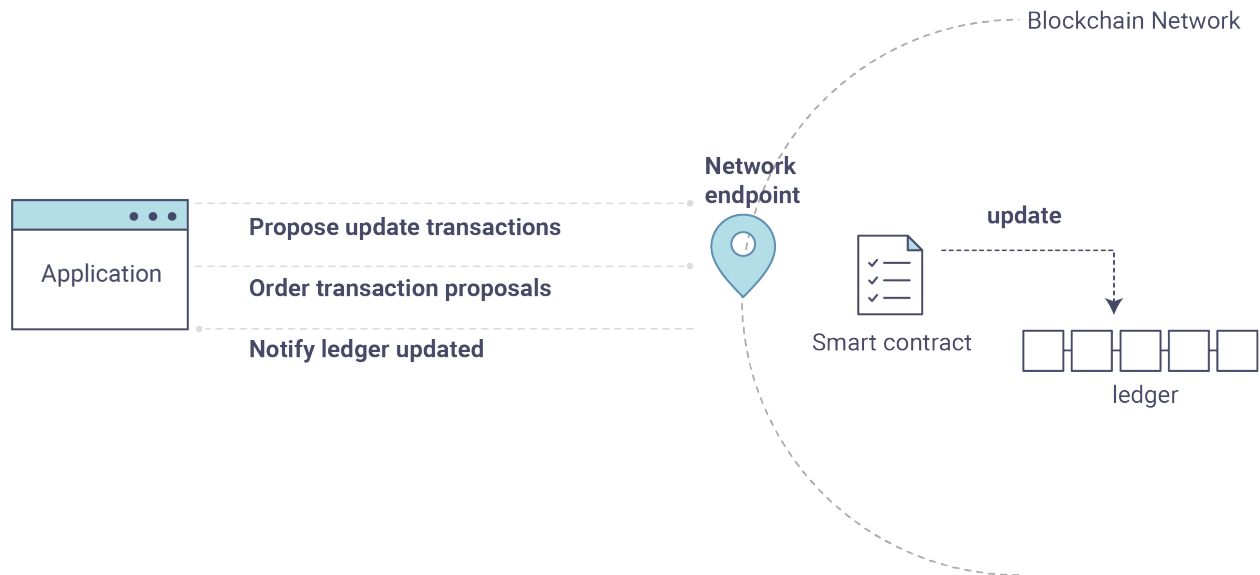 Blockchain Network
Network
endpoint
Propose update transactions
update
Application
Order transaction proposals
Smart contract
Notify ledger updated
ledger